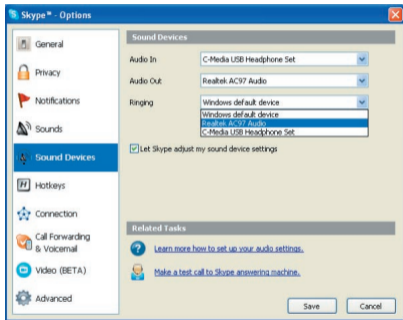 Skype™ - Options
General
Privacy
Notifications
Sounds
Sound Devices
Hotkeys
Connection
Call Forwarding
& Voicemail
Video (BETA)
Advanced
Sound Devices
Audio In
C-Media USB Headphone Set
Audio Out
Realtek AC97 Audio
Ringing
Windows default device
Windows default device
Realtek AC97 Audio
C-Media USB Headphone Set
Let Skype adjust my sound device settings
Related Tasks
Learn more how to set up your audio settings.
Make a test call to Skype answering machine.
Save
Cancel